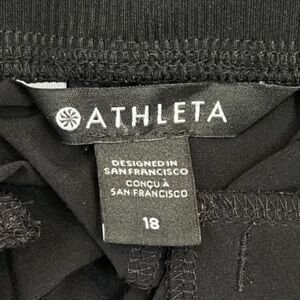 ATHLETA
DESIGNED IN
SAN FRANCISCO
CONÇU À
SAN FRANCISCO
18